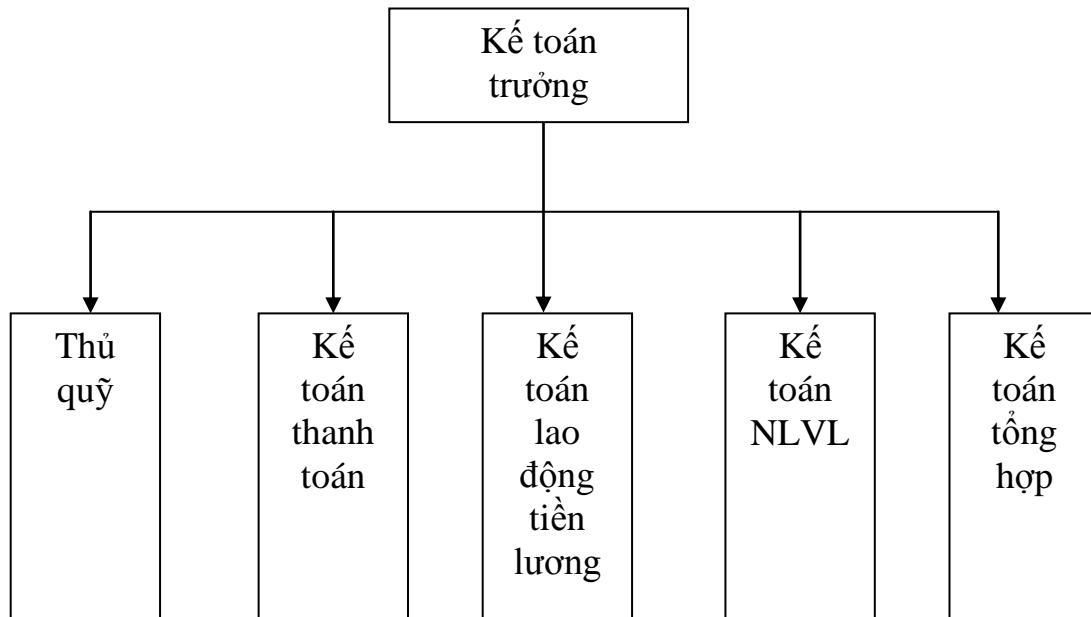 Kế toán
trưởng
Thủ
quỹ
Kế
toán
thanh
toán
Kế
toán
lao
động
tiền
lương
Kế
toán
NLVL
Kế
toán
tổng
hợp